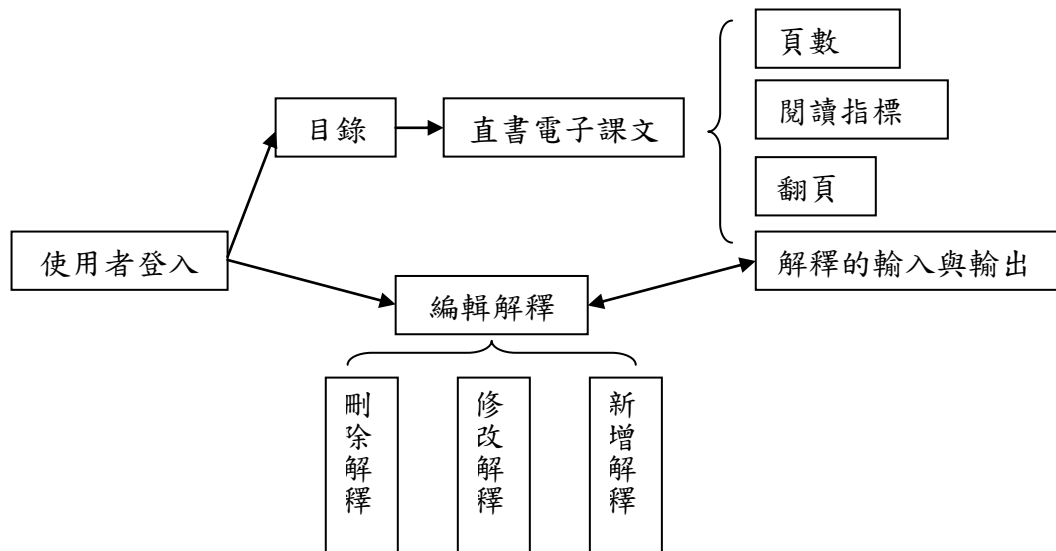 頁數
閱讀指標
目錄
直書電子課文
翻頁
使用者登入
解釋的輸入與輸出
編輯解釋
刪除解釋
修改解釋
新增解釋